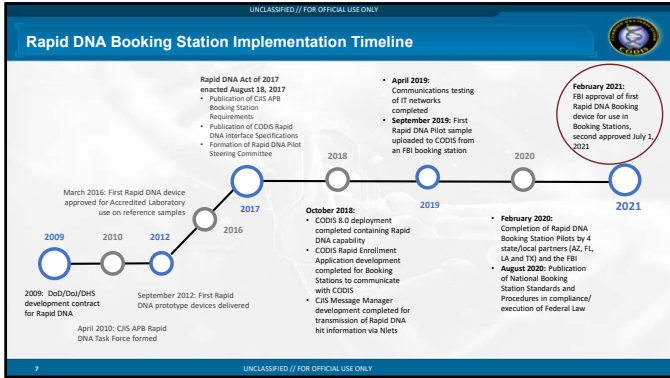 UNCLASSIFIED // FOR OFFICIAL USE ONLY
Rapid DNA Booking Station Implementation Timeline
CODIS
Rapid DNA Act of 2017
enacted August 18, 2017
• Publication of CJIS APB
Booking Station
Requirements
• Publication of CODIS Rapid
DNA interface Specifications
• Formation of Rapid DNA Pilot
Steering Committee
• April 2019:
Communications testing
of IT networks
completed
• September 2019: First
Rapid DNA Pilot sample
uploaded to CODIS from
an FBI booking station
February 2021:
FBI approval of first
Rapid DNA Booking
device for use in
Booking Stations,
second approved July 1,
2021
2018
2020
March 2016: First Rapid DNA device
approved for Accredited Laboratory
use on reference samples
2017
2019
2021
2016
2009
2010
2012
October 2018:
• CODIS 8.0 deployment
completed containing Rapid
DNA capability
• CODIS Rapid Enrollment
Application development
completed for Booking
Stations to communicate
with CODIS
• CJIS Message Manager
development completed for
transmission of Rapid DNA
hit information via Nlets
• February 2020:
Completion of Rapid DNA
Booking Station Pilots by 4
state/local partners (AZ, FL,
LA and TX) and the FBI
• August 2020: Publication
of National Booking
Station Standards and
Procedures in compliance/
execution of Federal Law
2009: DoD/DoJ/DHS
development contract
for Rapid DNA
September 2012: First Rapid
DNA prototype devices delivered
April 2010: CJIS APB Rapid
DNA Task Force formed
7
UNCLASSIFIED // FOR OFFICIAL USE ONLY